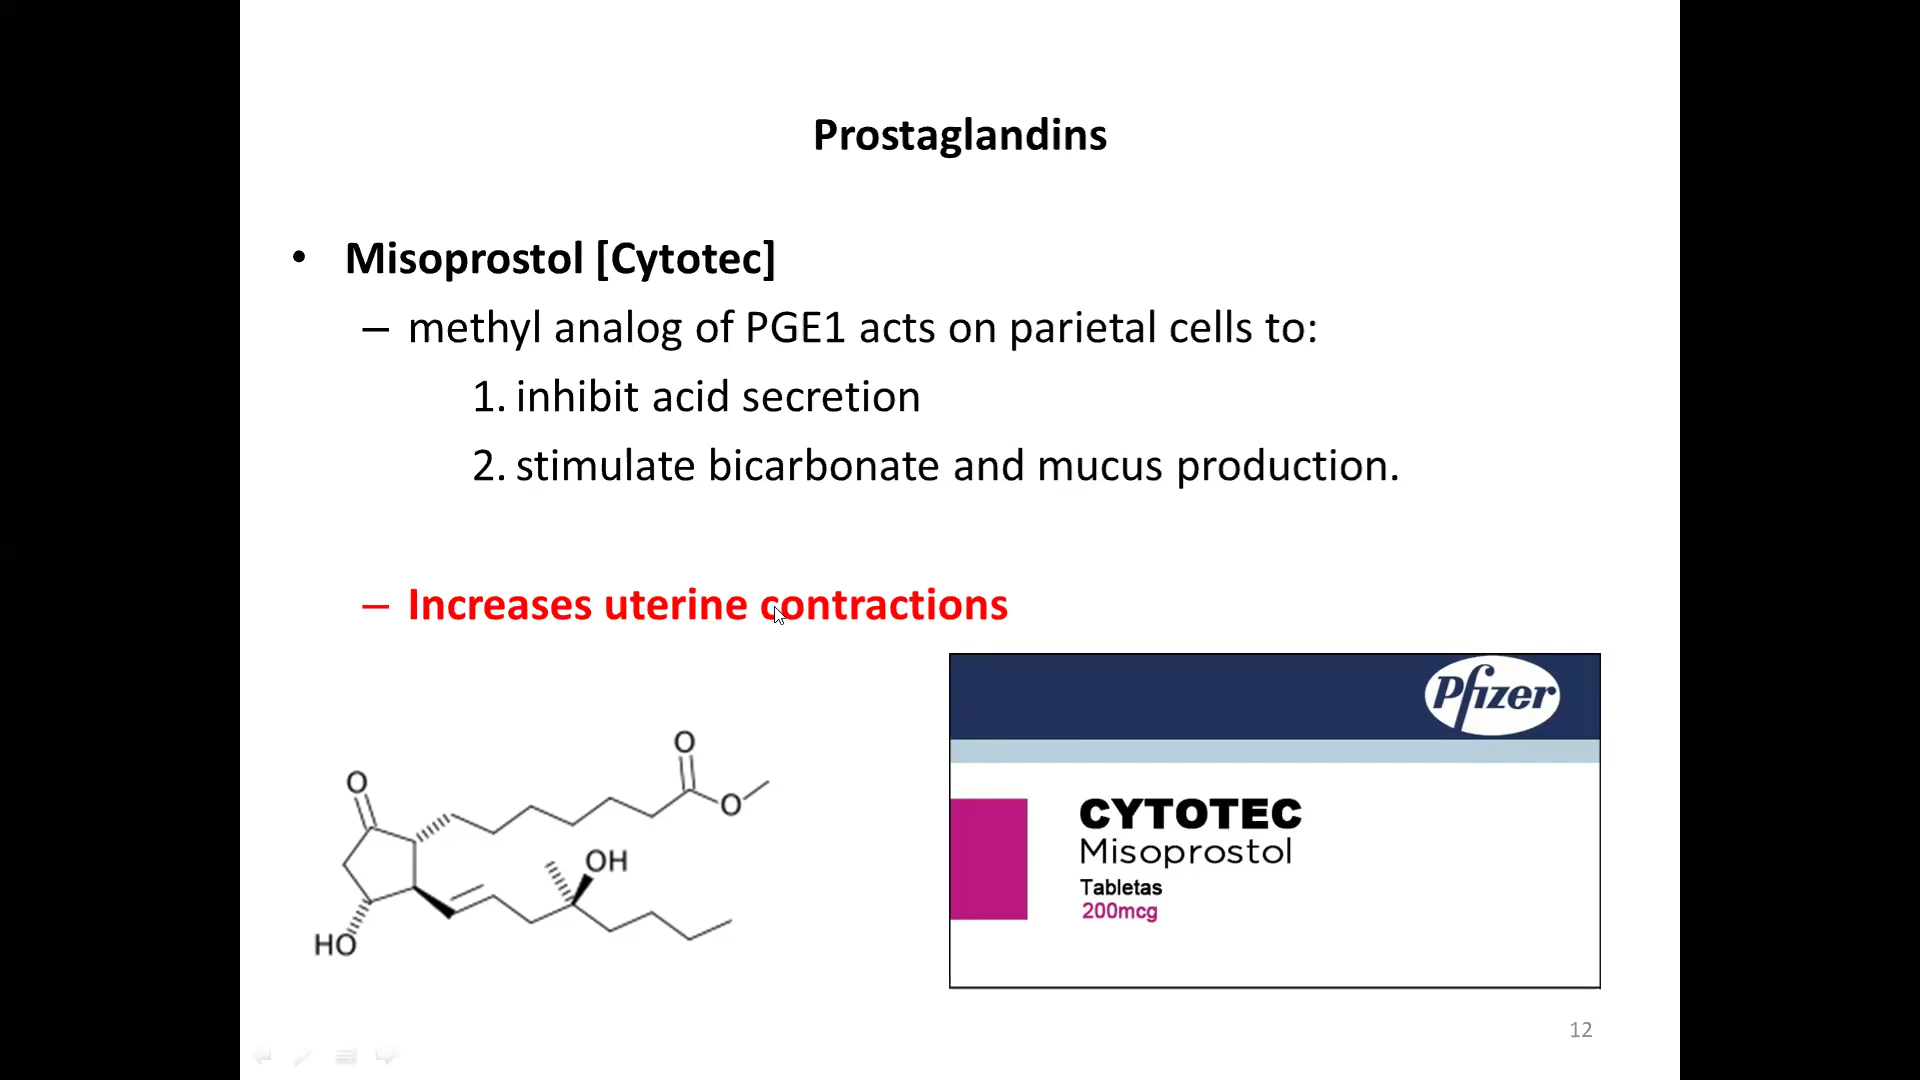 Prostaglandins
• Misoprostol [Cytotec]
– methyl analog of PGE1 acts on parietal cells to:
1. inhibit acid secretion
2. stimulate bicarbonate and mucus production.
– Increases uterine contractions
Pfizer
CYTOTEC
Misoprostol
Tabletas
200mcg
O
O
O
OH
HO
12